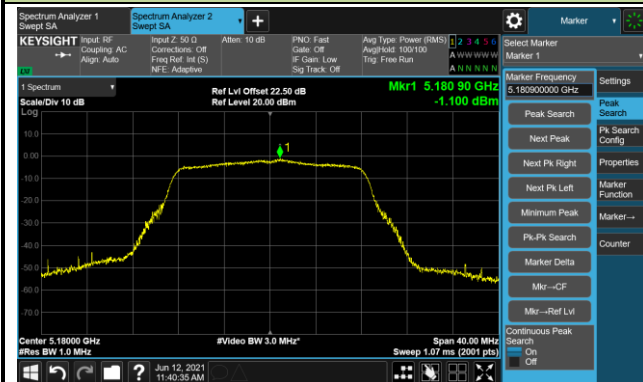 Spectrum Analyzer 1
Swept SA
Spectrum Analyzer 2
Swept SA
+
Marker
KEYSIGHT
Input: RF
Coupling: AC
Align: Auto
Input Z: 50 Ω
Corrections: Off
Freq Ref: Int (S)
NFE: Adaptive
Atten: 10 dB
PNO: Fast
Gate: Off
IF Gain: Low
Sig Track: Off
Avg Type: Power (RMS)
Avg|Hold: 100/100
Trig: Free Run
1 2 3 4 5 6
A W W W W W
A N N N N N
Select Marker
Marker 1
1 Spectrum
Scale/Div 10 dB
Log
Ref Lvl Offset 22.50 dB
Ref Level 20.00 dBm
Mkr1 5.180 90 GHz
-1.100 dBm
10.0
0.00
-10.0
-20.0
-30.0
-40.0
-50.0
-60.0
-70.0
1
Center 5.18000 GHz
#Res BW 1.0 MHz
#Video BW 3.0 MHz*
Span 40.00 MHz
Sweep 1.07 ms (2001 pts)
Marker Frequency
5.180900000 GHz
Peak Search
Next Peak
Next Pk Right
Next Pk Left
Minimum Peak
Pk-Pk Search
Marker Delta
Mkr→CF
Mkr→Ref Lvl
Continuous Peak
Search
On
Off
Settings
Peak
Search
Pk Search
Config
Properties
Marker
Function
Marker→
Counter
?
Jun 12, 2021
11:40:35 AM